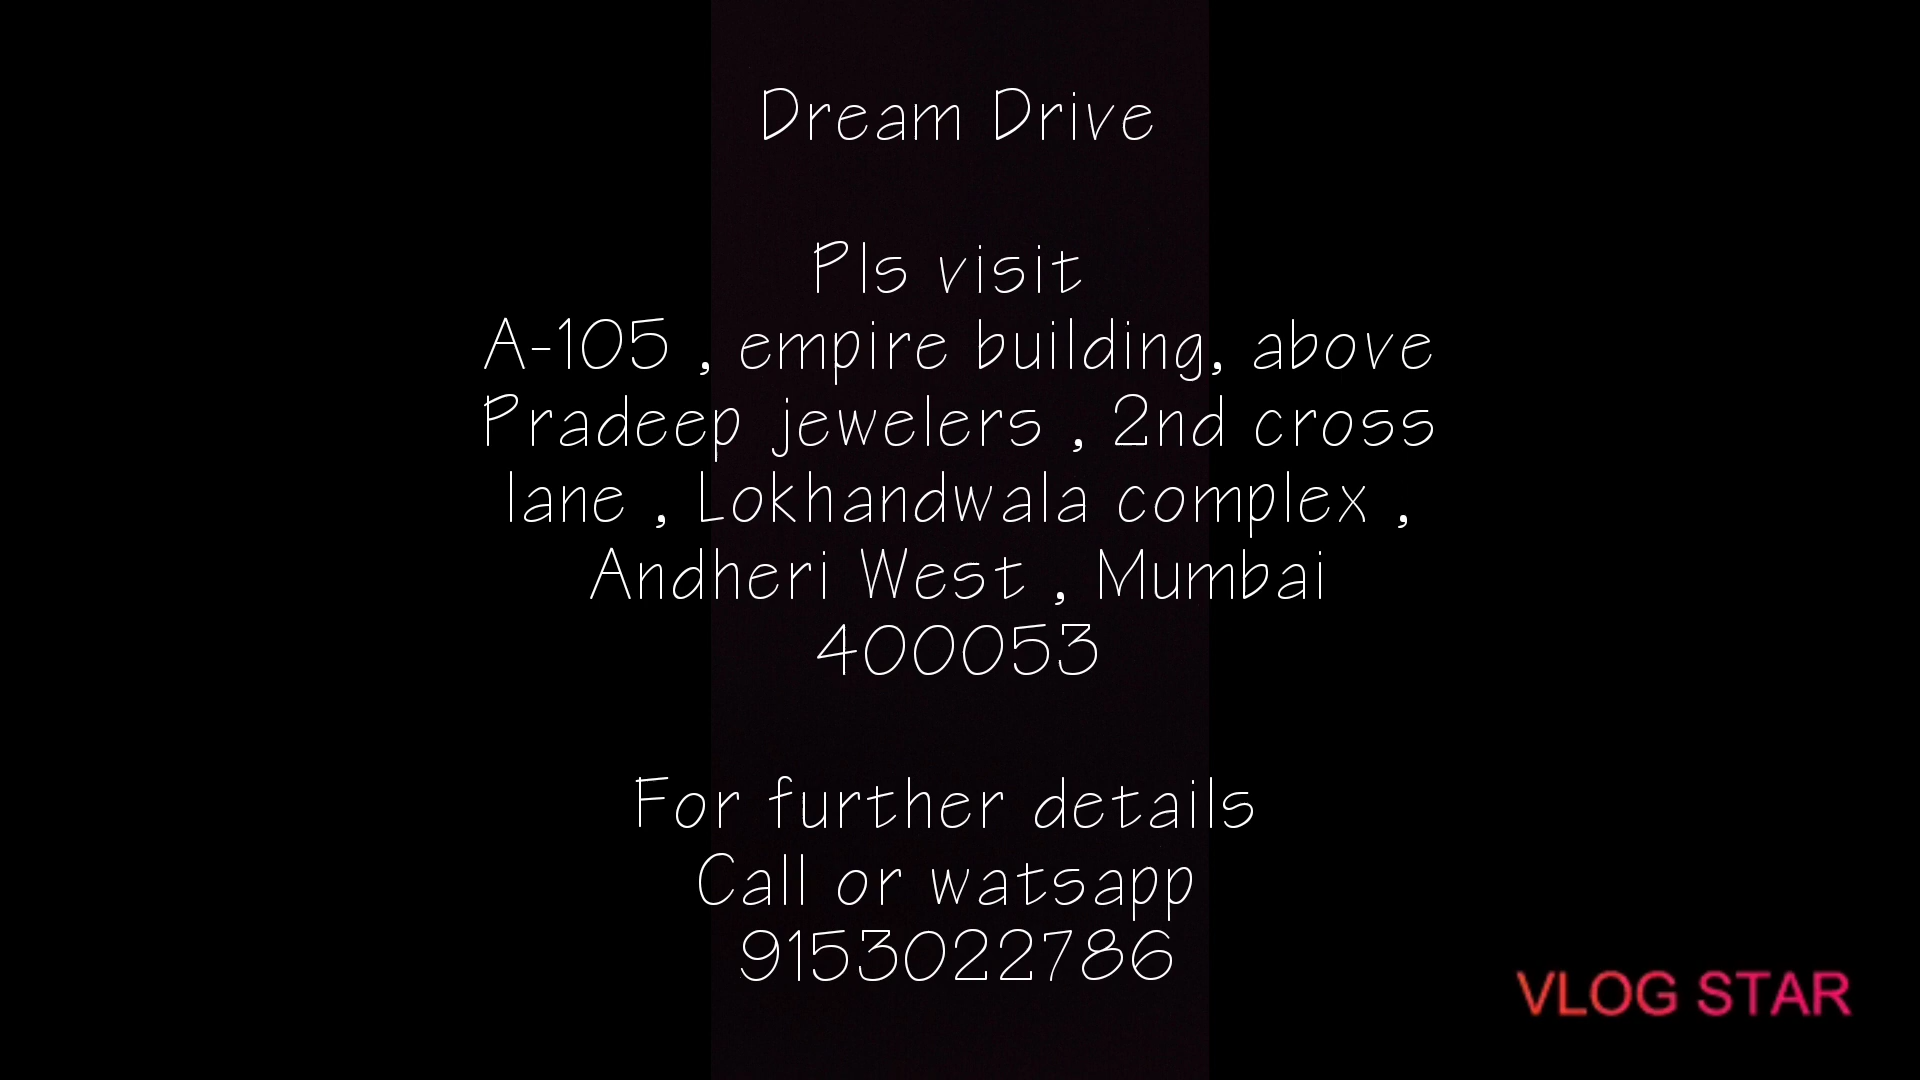 Dream Drive
Pls visit
A-105 , empire building, above
Pradeep jewelers , 2nd cross
lane , Lokhandwala complex ,
Andheri West , Mumbai
400053
For further details
Call or watsapp
9153022786
VLOG STAR